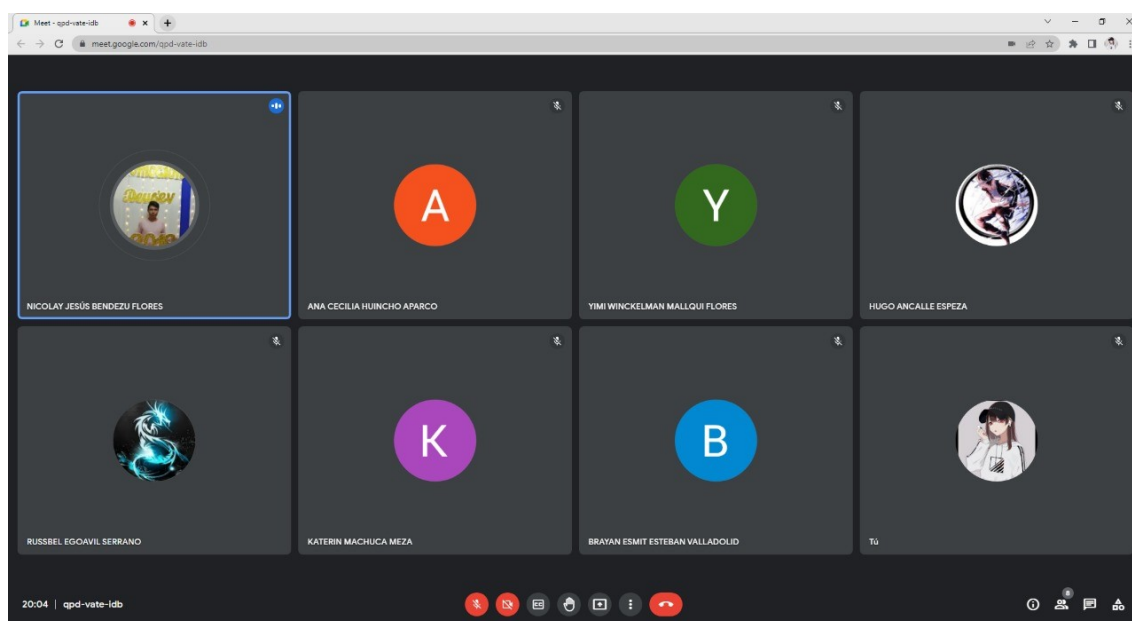 Meet - qpd-vate-idb
meet.google.com/qpd-vate-idb
NICOLAY JESÚS BENDEZU FLORES
A
ANA CECILIA HUINCHO APARCO
Y
YIMI WINCKELMAN MALLQUI FLORES
HUGO ANCALLE ESPEZA
RUSSBEL EGOAVIL SERRANO
K
KATERIN MACHUCA MEZA
B
BRAYAN ESMIT ESTEBAN VALLADOLID
Tú
20:04 | qpd-vate-idb
8